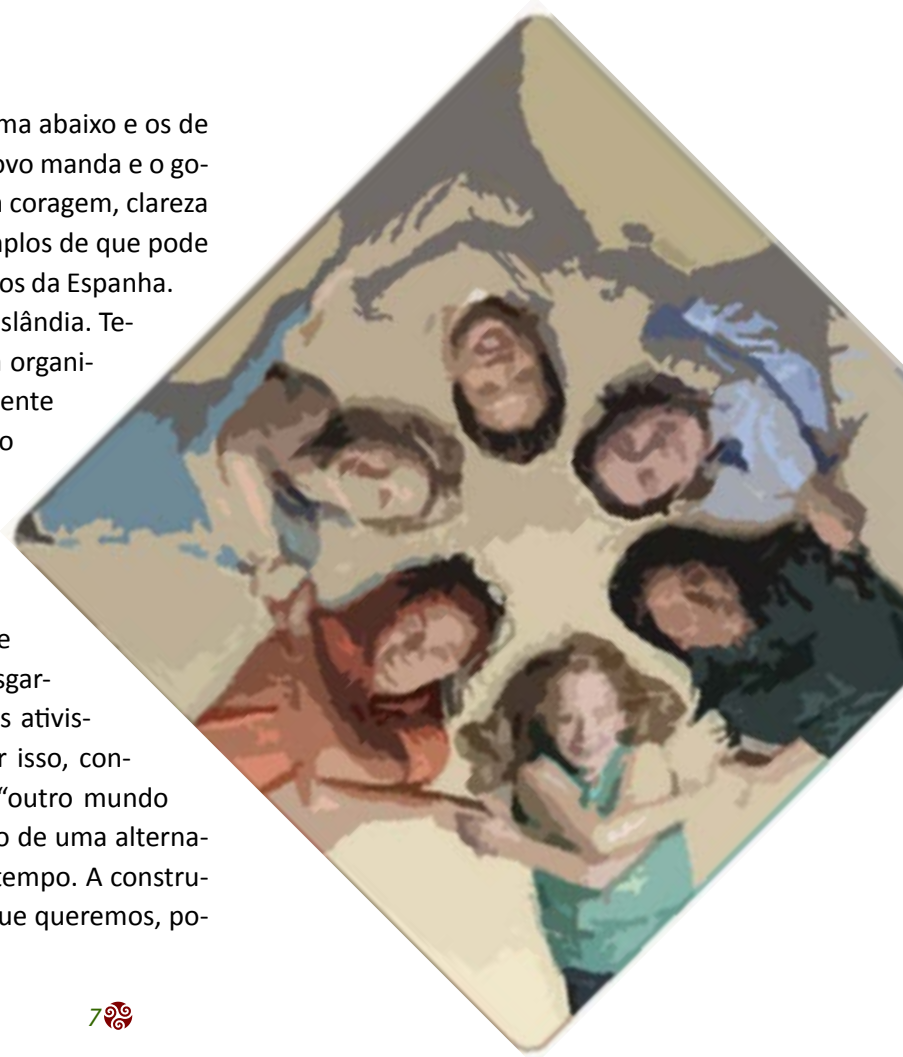 ma abaixo e os de
ovo manda e o go-
coragem, clareza
plos de que pode
os da Espanha.
slândia. Te-
organi-
ente
o
e
sgar-
s ativis-
r isso, con-
“outro mundo
o de uma alterna-
tempo. A constru-
ue queremos, po-
7